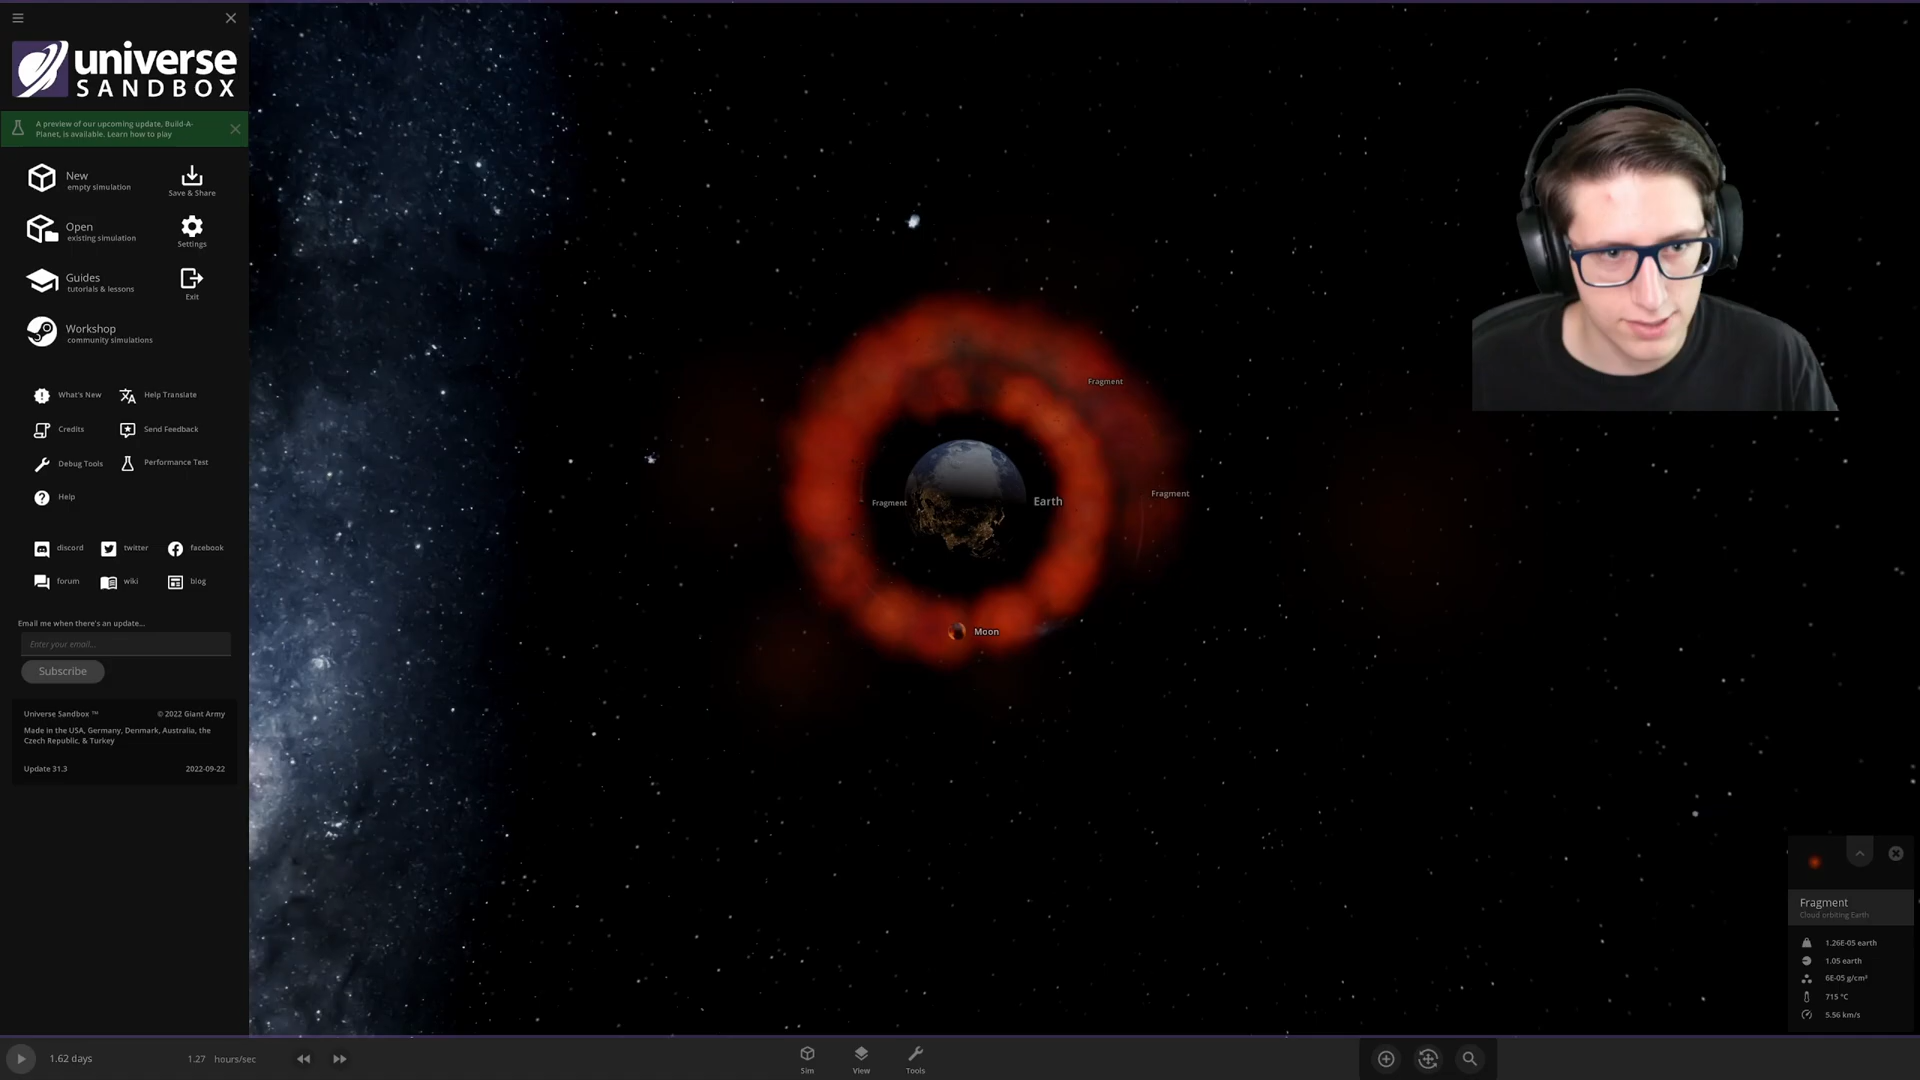 universe
SANDBOX
A preview of our upcoming update, Build-A-
Planet, is available. Learn how to play
New
empty simulation
Save & Share
Open
existing simulation
Settings
Guides
tutorials & lessons
Exit
Workshop
community simulations
What's New
Help Translate
Credits
Send Feedback
Debug Tools
Performance Test
Help
discord
twitter
facebook
forum
wiki
blog
Email me when there's an update...
Enter your email...
Subscribe
Universe Sandbox ™
© 2022 Giant Army
Made in the USA, Germany, Denmark, Australia, the
Czech Republic, & Turkey
Update 31.3
2022-09-22
Fragment
Fragment
Fragment
Earth
Moon
Fragment
Cloud orbiting Earth
1.26E-05 earth
1.05 earth
6E-05 g/cm³
715 °C
5.56 km/s
1.62 days
1.27 hours/sec
Sim
View
Tools